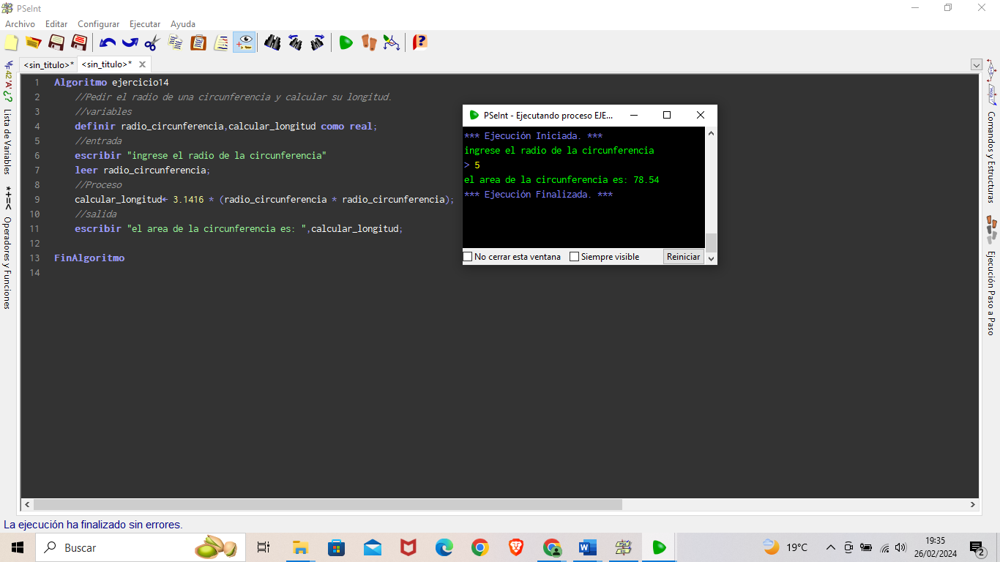 PSeInt
Archivo Editar Configurar Ejecutar Ayuda
<sin_titulo>* <sin_titulo>*
1 Algoritmo ejercicio14
2 //Pedir el radio de una circunferencia y calcular su longitud.
3 //variables
4 definir radio_circunferencia,calcular_longitud como real;
5 //entrada
6 escribir "ingrese el radio de la circunferencia"
7 leer radio_circunferencia;
8 //Proceso
9 calcular_longitud← 3.1416 * (radio_circunferencia * radio_circunferencia);
10 //salida
11 escribir "el area de la circunferencia es: ",calcular_longitud;
12
13 FinAlgoritmo
14
PSeInt - Ejecutando proceso EJE...
*** Ejecución Iniciada. ***
ingrese el radio de la circunferencia
> 5
el area de la circunferencia es: 78.54
*** Ejecución Finalizada. ***
No cerrar esta ventana Siempre visible Reiniciar
Lista de Variables
Operadores y Funciones
Comandos y Estructuras
Ejecución Paso a Paso
La ejecución ha finalizado sin errores.
Buscar
19°C
19:35
26/02/2024
2